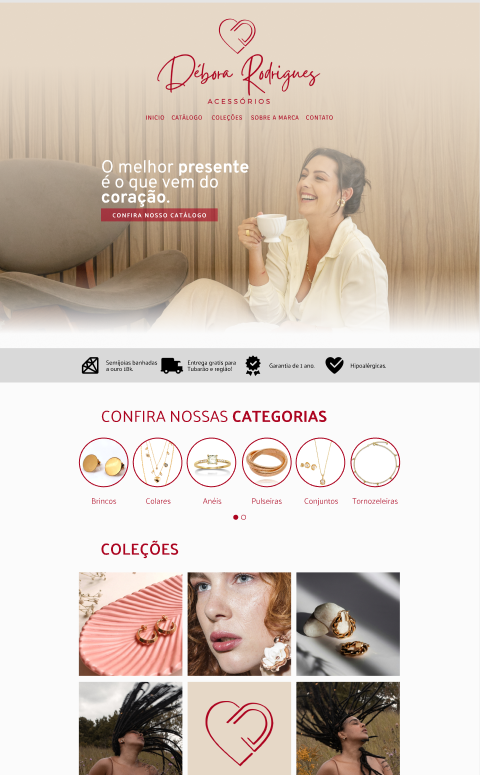 Débora Rodrigues
ACESSÓRIOS
INICIO CATÁLOGO COLEÇÕES SOBRE A MARCA CONTATO
O melhor presente
é o que vem do
coração.
CONFIRA NOSSO CATÁLOGO
Semijoias banhadas
a ouro 18k.
Entrega gratis para
Tubarão e região!
Garantia de 1 ano.
Hipoalérgicas.
CONFIRA NOSSAS CATEGORIAS
Brincos Colares Anéis Pulseiras Conjuntos Tornozeleiras
COLEÇÕES